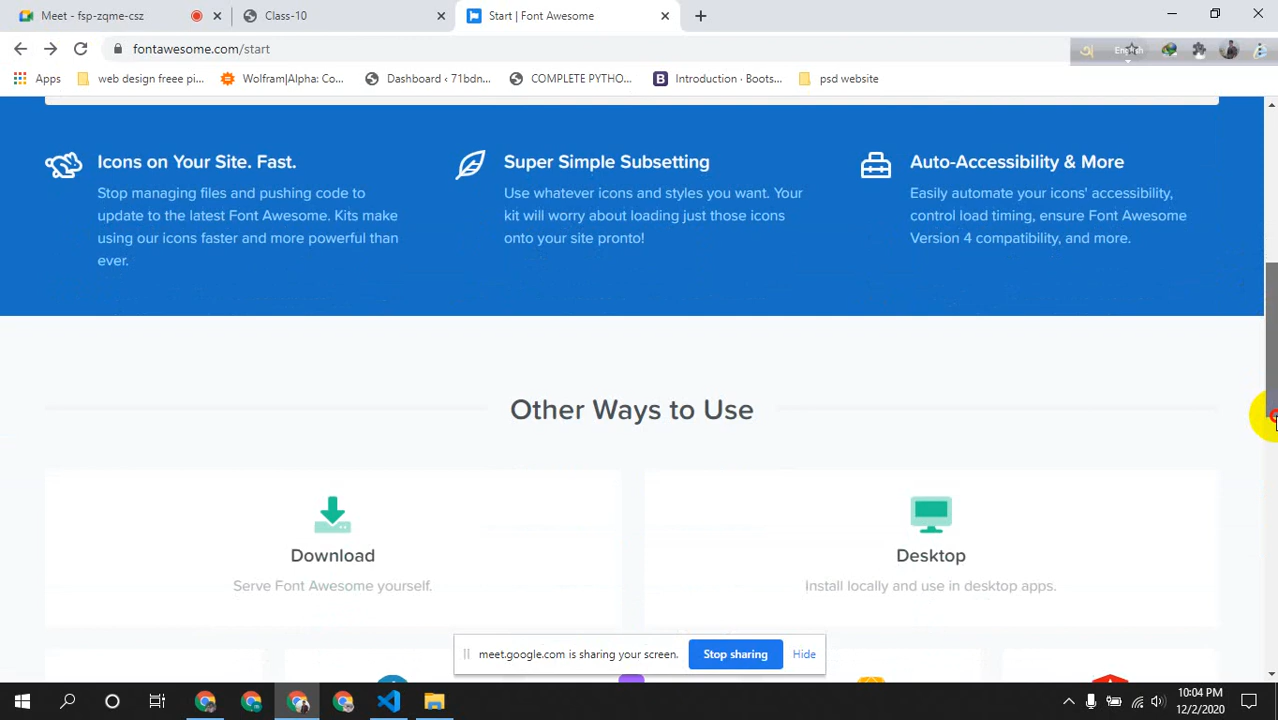 Meet - fsp-zqme-csz
Class-10
Start | Font Awesome
fontawesome.com/start
English
Apps
web design freee pi...
Wolfram|Alpha: Com...
Dashboard ‹ 71bdn...
COMPLETE PYTHO...
Introduction · Boots...
psd website
Icons on Your Site. Fast.
Stop managing files and pushing code to
update to the latest Font Awesome. Kits make
using our icons faster and more powerful than
ever.
Super Simple Subsetting
Use whatever icons and styles you want. Your
kit will worry about loading just those icons
onto your site pronto!
Auto-Accessibility & More
Easily automate your icons' accessibility,
control load timing, ensure Font Awesome
Version 4 compatibility, and more.
Other Ways to Use
Download
Serve Font Awesome yourself.
Desktop
Install locally and use in desktop apps.
meet.google.com is sharing your screen.
Stop sharing
Hide
10:04 PM
12/2/2020